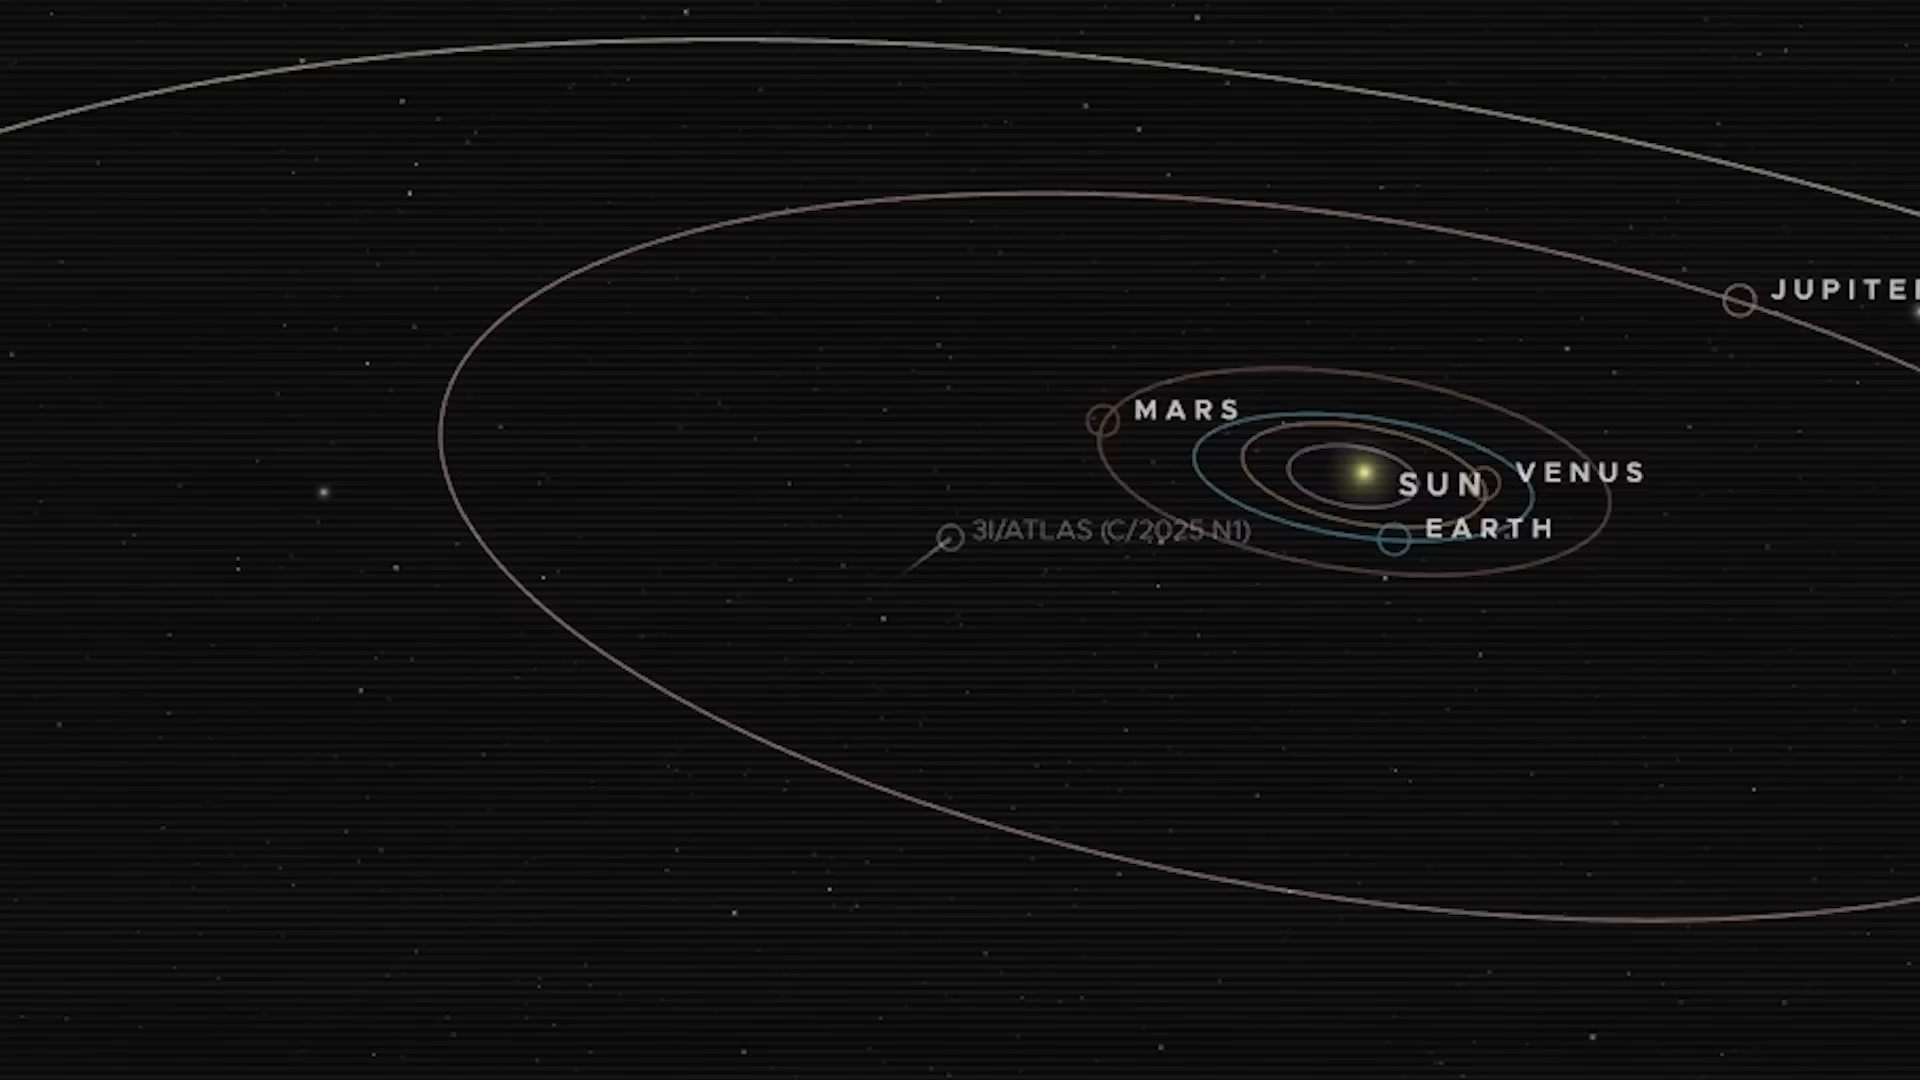 JUPITE
MARS
VENUS
SUN
EARTH
3I/ATLAS (C/2025 N1)